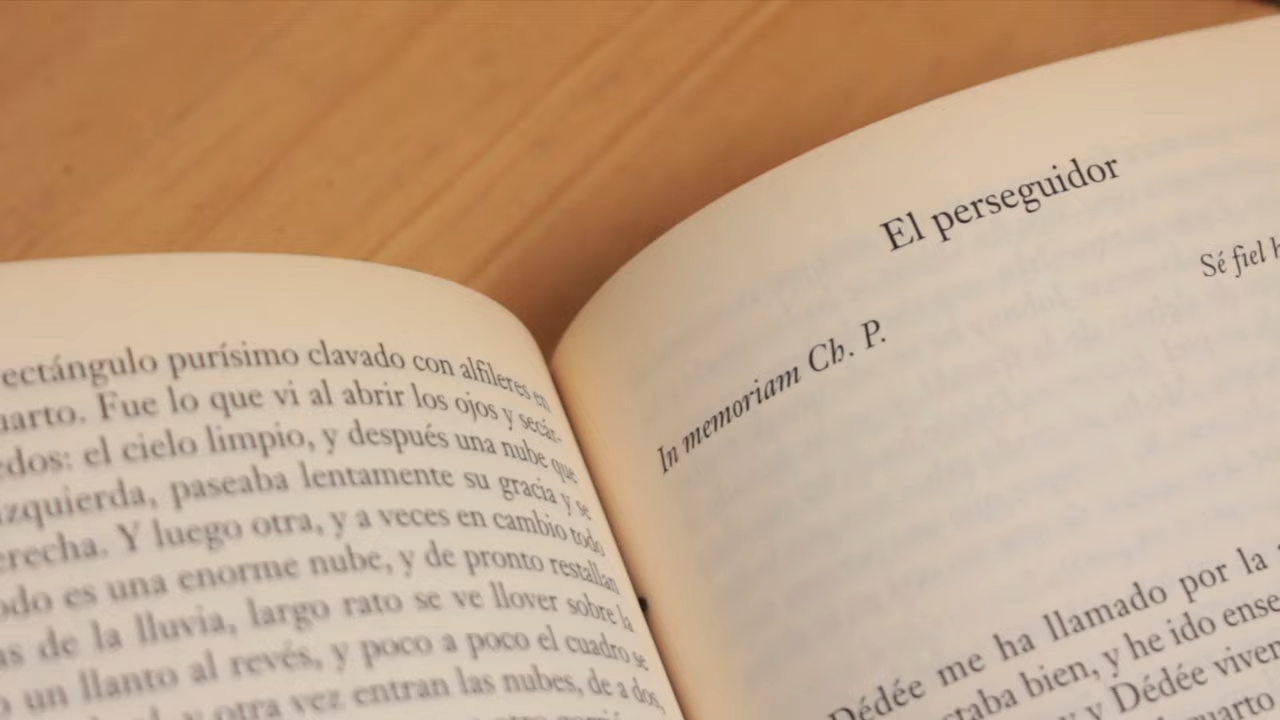 ectángulo purísimo clavado con alfileres en
uarto. Fue lo que vi al abrir los ojos y secár-
edos: el cielo limpio, y después una nube que
zquierda, paseaba lentamente su gracia y se
erecha. Y luego otra, y a veces en cambio todo
odo es una enorme nube, y de pronto restallan
as de la lluvia, largo rato se ve llover sobre la
o un llanto al revés, y poco a poco el cuadro se
y otra vez entran las nubes, de a dos,
El perseguidor
Sé fiel h
In memoriam Ch. P.
Dédée me ha llamado por la
staba bien, y he ido ense
y Dédée viven
cuarto